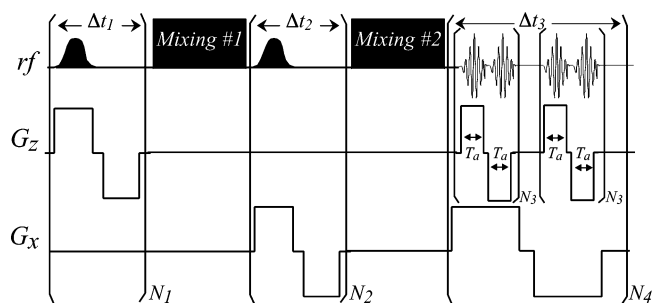 Δt1 Δt2 Δt3
rf Mixing #1 Mixing #2
Gz Ta Ta Ta Ta
N3 N3
Gx
N1 N2 N4